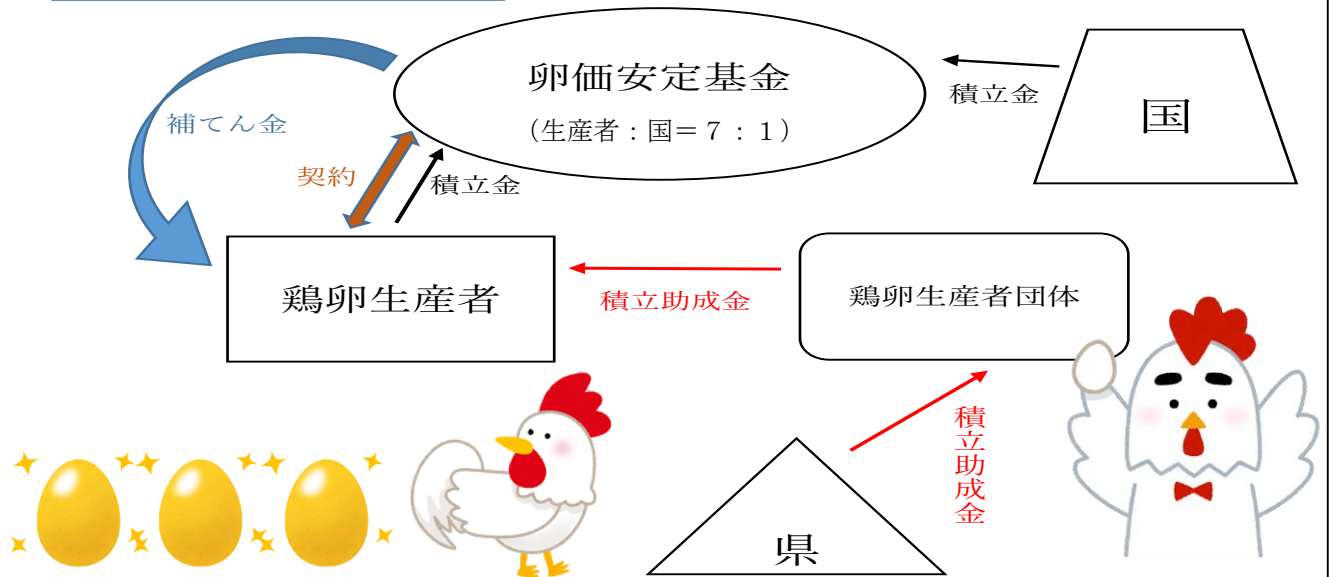 卵価安定基金
（生産者：国＝７：１）
積立金
国
補てん金
契約
積立金
鶏卵生産者
積立助成金
鶏卵生産者団体
積立助成金
県